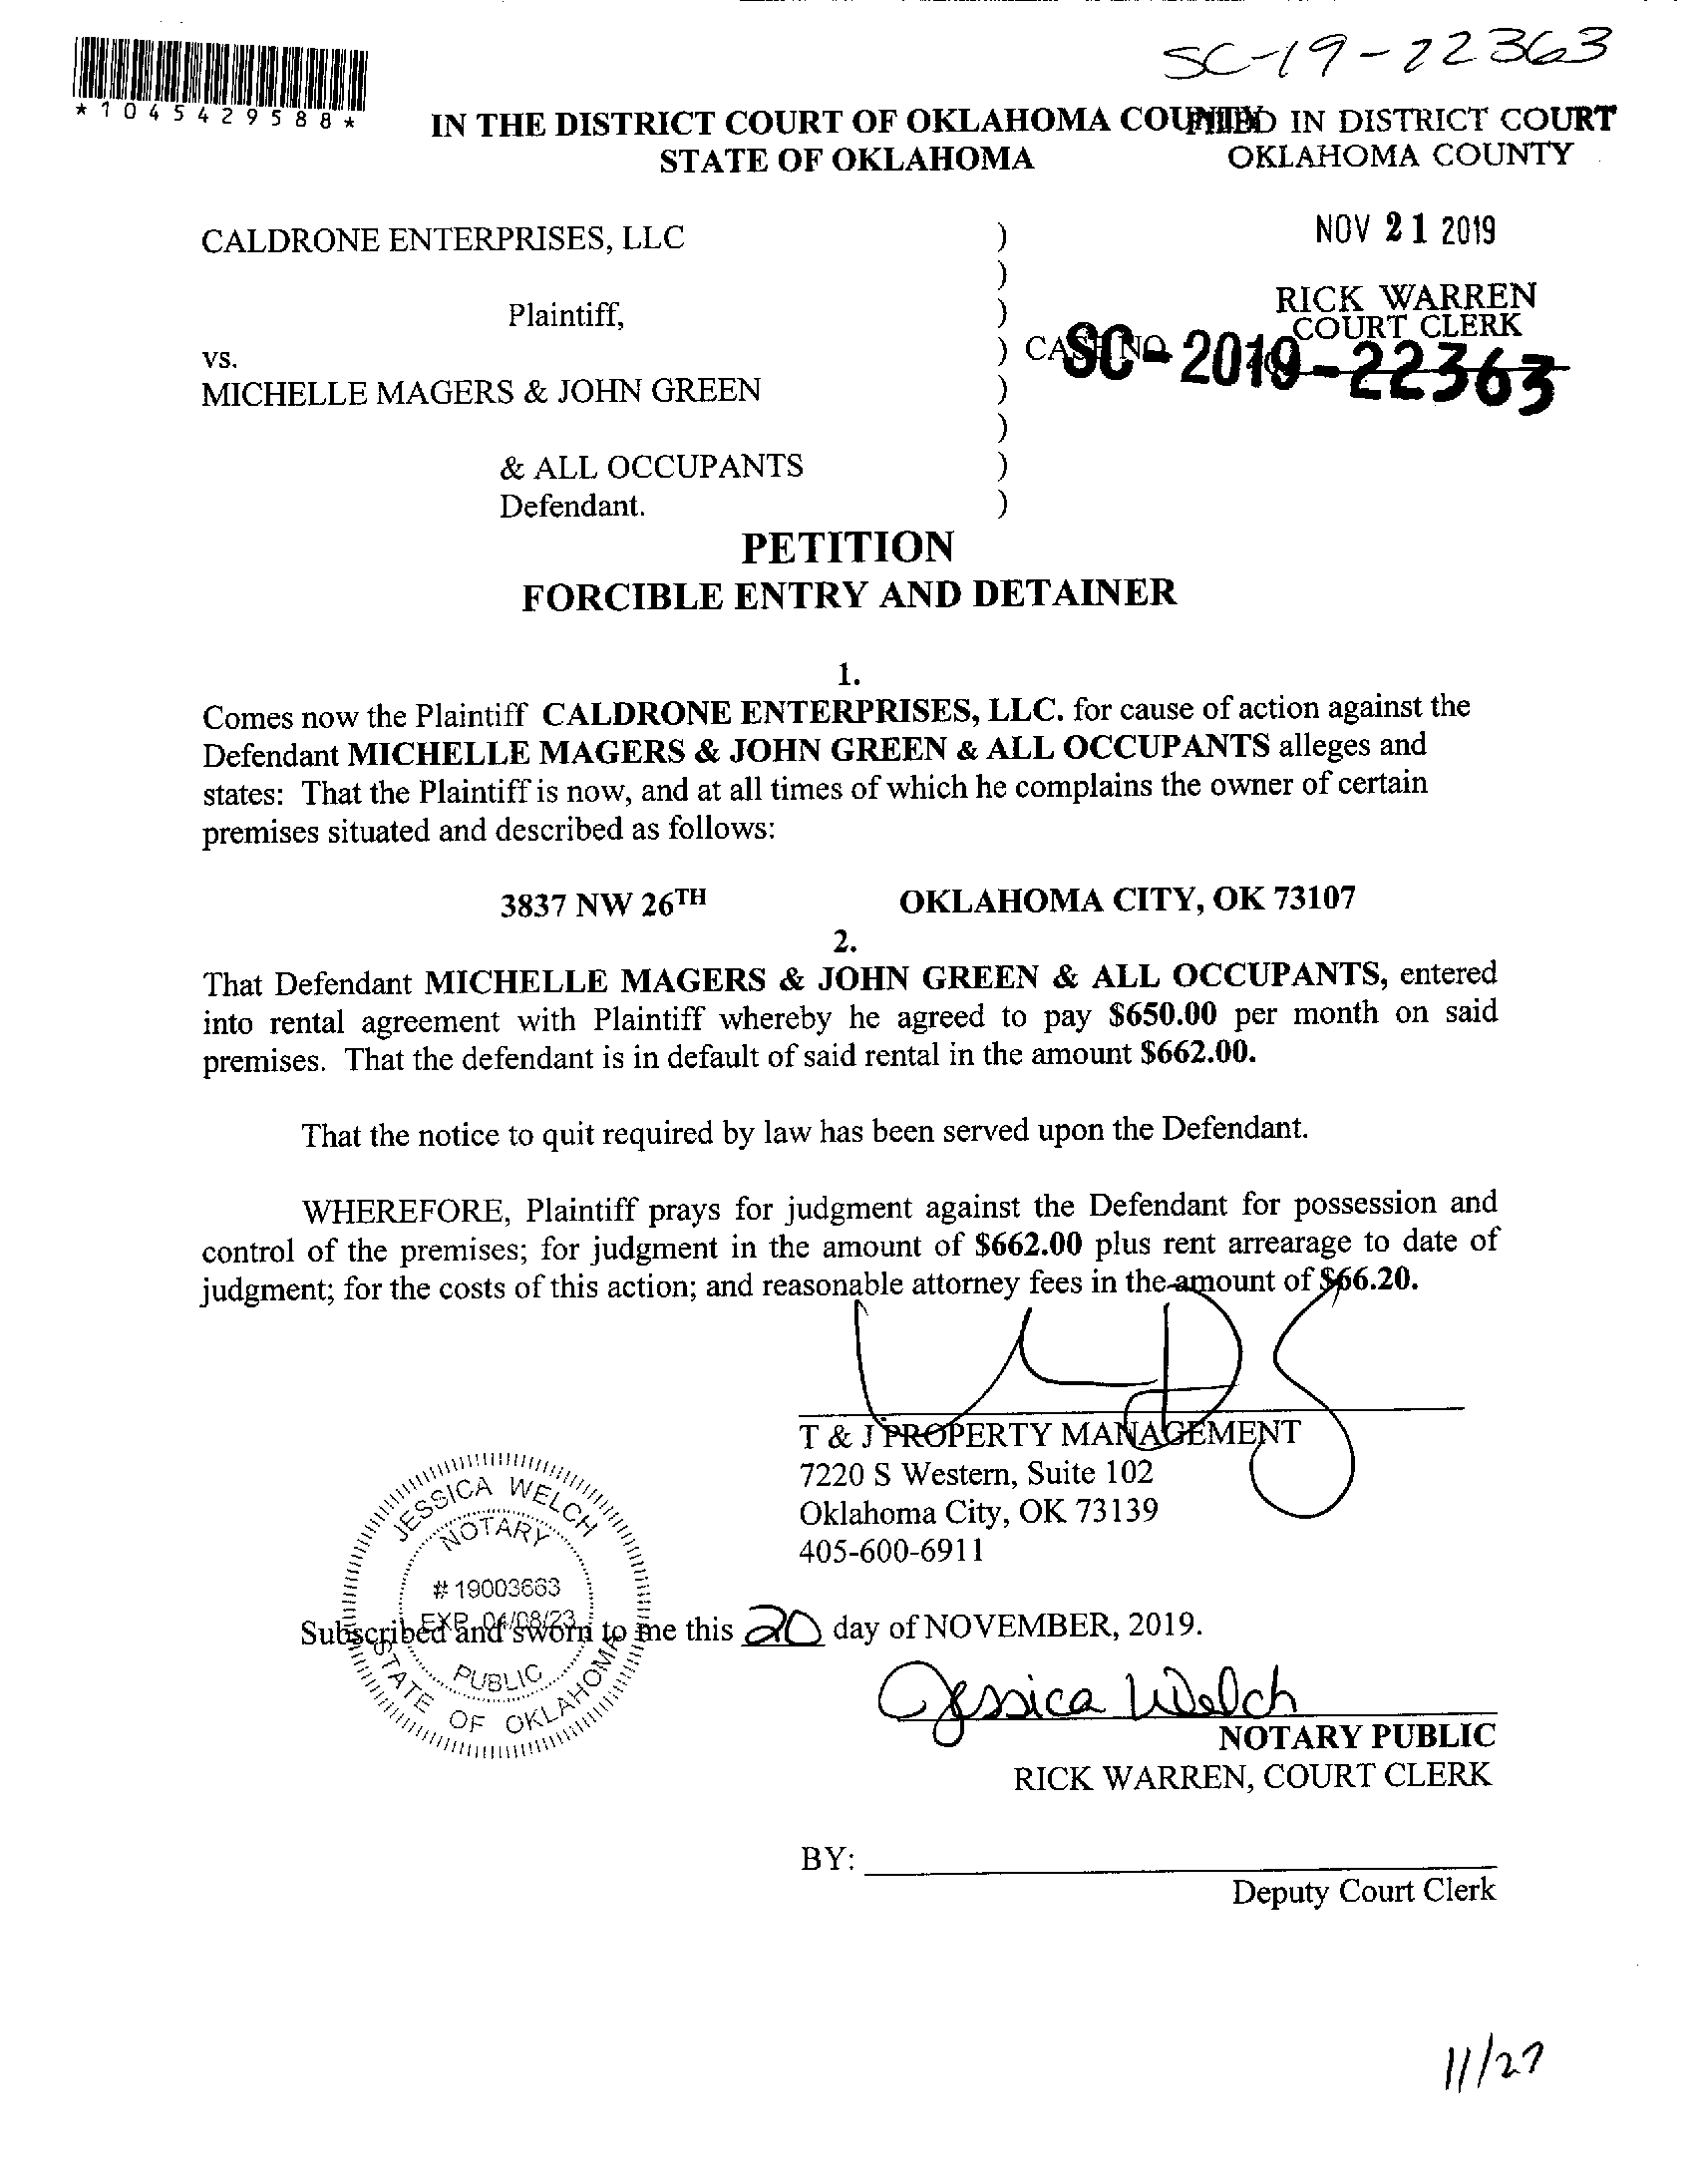 SC-19-22363
*1045429588*
IN THE DISTRICT COURT OF OKLAHOMA COUNTY
STATE OF OKLAHOMA
FILED IN DISTRICT COURT
OKLAHOMA COUNTY
NOV 21 2019
RICK WARREN
COURT CLERK
CALDRONE ENTERPRISES, LLC )
)
Plaintiff, )
vs. ) CASE NO.
SC-2019-22363
MICHELLE MAGERS & JOHN GREEN )
)
& ALL OCCUPANTS )
Defendant. )
PETITION
FORCIBLE ENTRY AND DETAINER
1.
Comes now the Plaintiff CALDRONE ENTERPRISES, LLC. for cause of action against the
Defendant MICHELLE MAGERS & JOHN GREEN & ALL OCCUPANTS alleges and
states: That the Plaintiff is now, and at all times of which he complains the owner of certain
premises situated and described as follows:
3837 NW 26TH OKLAHOMA CITY, OK 73107
2.
That Defendant MICHELLE MAGERS & JOHN GREEN & ALL OCCUPANTS, entered
into rental agreement with Plaintiff whereby he agreed to pay $650.00 per month on said
premises. That the defendant is in default of said rental in the amount $662.00.
That the notice to quit required by law has been served upon the Defendant.
WHEREFORE, Plaintiff prays for judgment against the Defendant for possession and
control of the premises; for judgment in the amount of $662.00 plus rent arrearage to date of
judgment; for the costs of this action; and reasonable attorney fees in the amount of $66.20.
T & J PROPERTY MANAGEMENT
7220 S Western, Suite 102
Oklahoma City, OK 73139
405-600-6911
JESSICA WELCH
NOTARY
# 19003663
EXP. 04/08/23
PUBLIC
STATE OF OKLAHOMA
Subscribed and sworn to me this 20 day of NOVEMBER, 2019.
Jessica Welch
NOTARY PUBLIC
RICK WARREN, COURT CLERK
BY:
Deputy Court Clerk
11/27